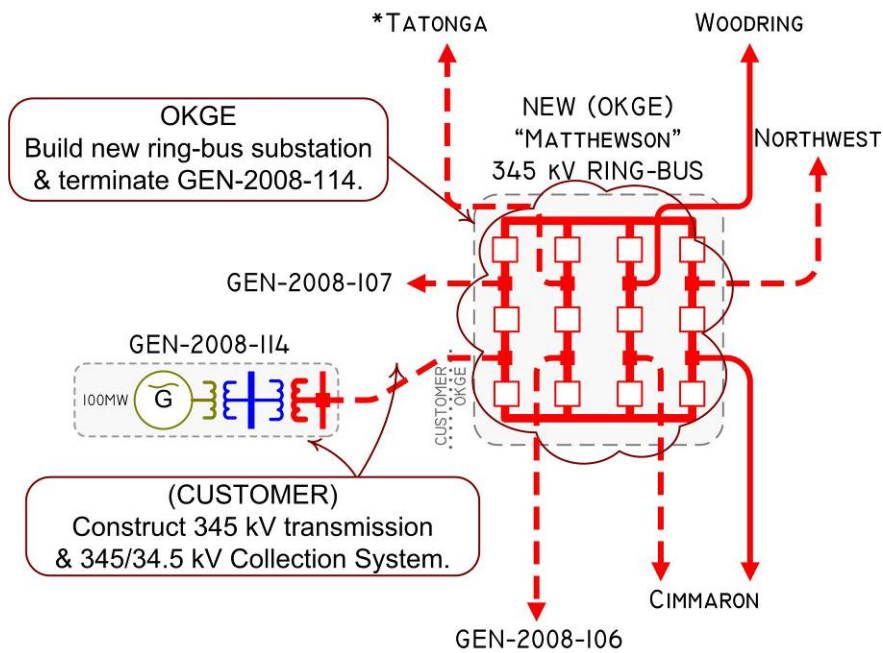 *TATONGA
WOODRING
OKGE
Build new ring-bus substation
& terminate GEN-2008-114.
NEW (OKGE)
"MATTHEWSON"
345 KV RING-BUS
NORTHWEST
GEN-2008-107
GEN-2008-114
100MW
G
CUSTOMER
OKGE
(CUSTOMER)
Construct 345 kV transmission
& 345/34.5 kV Collection System.
CIMMARON
GEN-2008-106